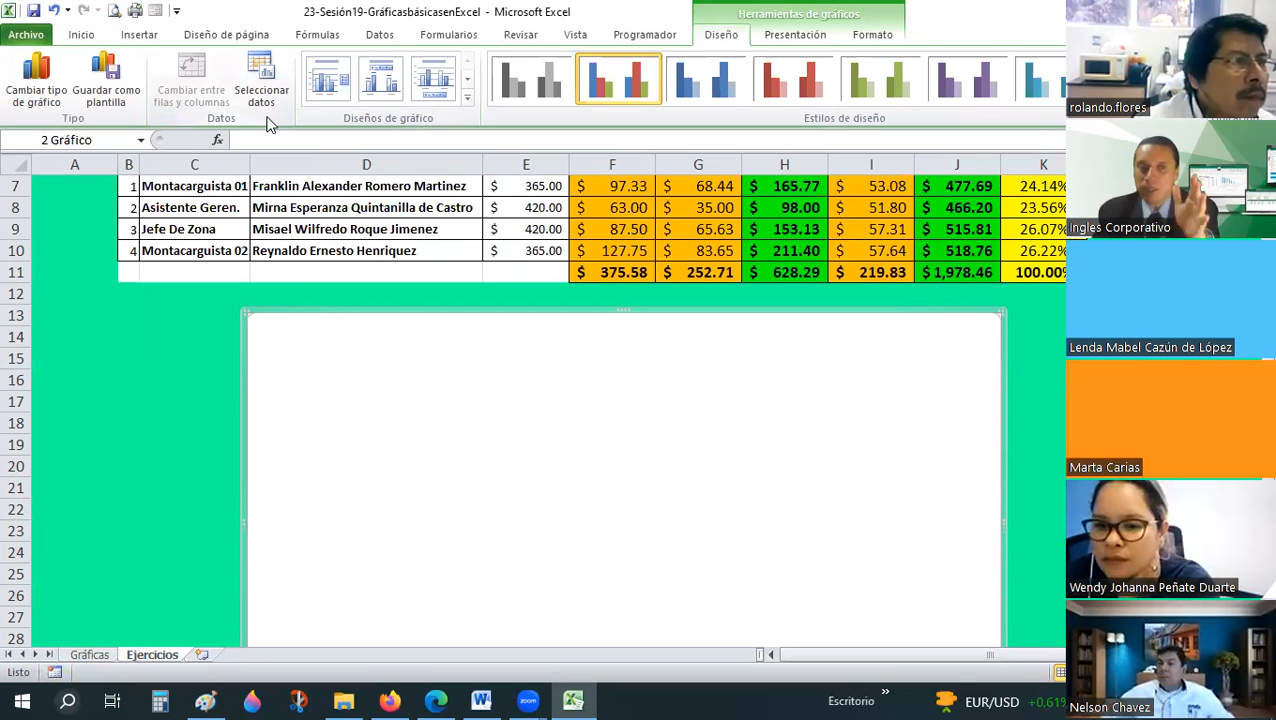 23-Sesión19-GráficasbásicasenExcel - Microsoft Excel
Herramientas de gráficos
Archivo Inicio Insertar Diseño de página Fórmulas Datos Formularios Revisar Vista Programador Diseño Presentación Formato
Cambiar tipo de gráfico
Guardar como plantilla
Cambiar entre filas y columnas
Seleccionar datos
Tipo Datos Diseños de gráfico Estilos de diseño
2 Gráfico fx
A B C D E F G H I J K
7 1 Montacarguista 01 Franklin Alexander Romero Martinez $ 365.00 $ 97.33 $ 68.44 $ 165.77 $ 53.08 $ 477.69 24.14%
8 2 Asistente Geren. Mirna Esperanza Quintanilla de Castro $ 420.00 $ 63.00 $ 35.00 $ 98.00 $ 51.80 $ 466.20 23.56%
9 3 Jefe De Zona Misael Wilfredo Roque Jimenez $ 420.00 $ 87.50 $ 65.63 $ 153.13 $ 57.31 $ 515.81 26.07%
10 4 Montacarguista 02 Reynaldo Ernesto Henriquez $ 365.00 $ 127.75 $ 83.65 $ 211.40 $ 57.64 $ 518.76 26.22%
11 $ 375.58 $ 252.71 $ 628.29 $ 219.83 $ 1,978.46 100.00%
12
13
14
15
16
17
18
19
20
21
22
23
24
25
26
27
28
Gráficas Ejercicios
Listo
Escritorio » EUR/USD +0,61%
rolando.flores
Ingles Corporativo
Lenda Mabel Cazún de López
Marta Carias
Wendy Johanna Peñate Duarte
Nelson Chavez